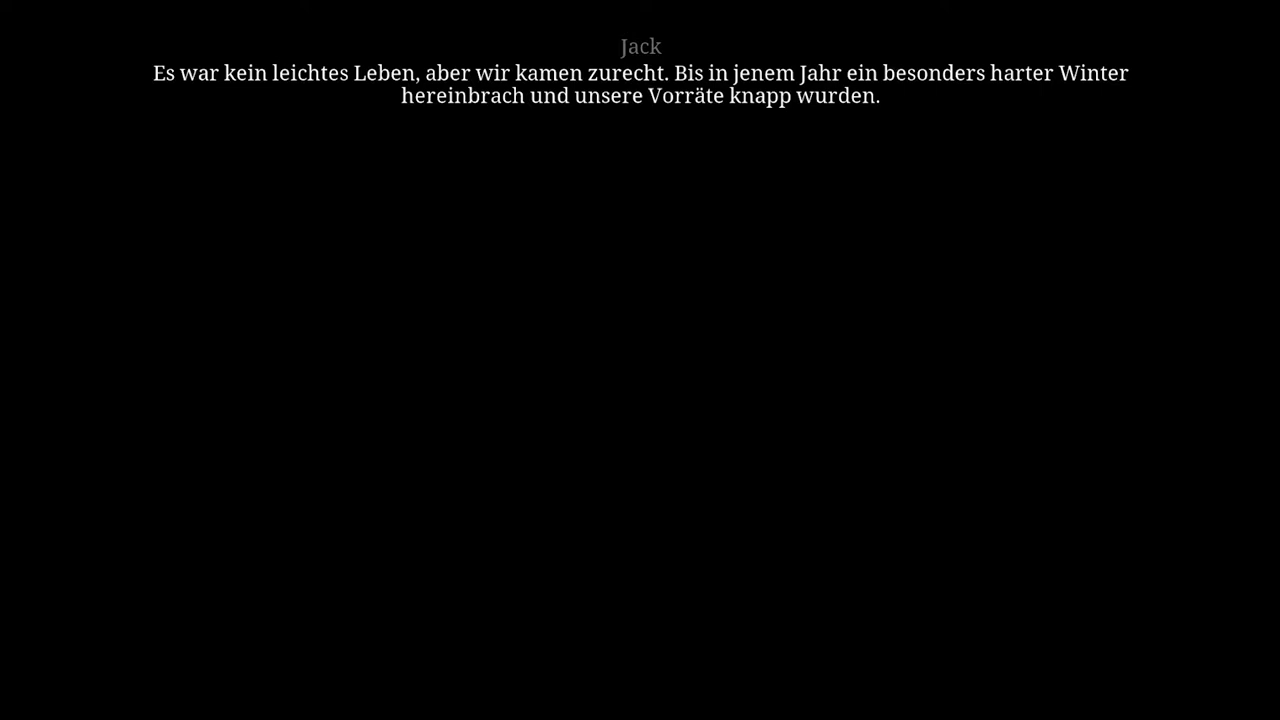 Jack
Es war kein leichtes Leben, aber wir kamen zurecht. Bis in jenem Jahr ein besonders harter Winter
hereinbrach und unsere Vorräte knapp wurden.